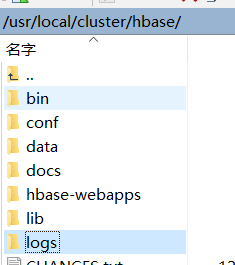 /usr/local/cluster/hbase/
名字
..
bin
conf
data
docs
hbase-webapps
lib
logs